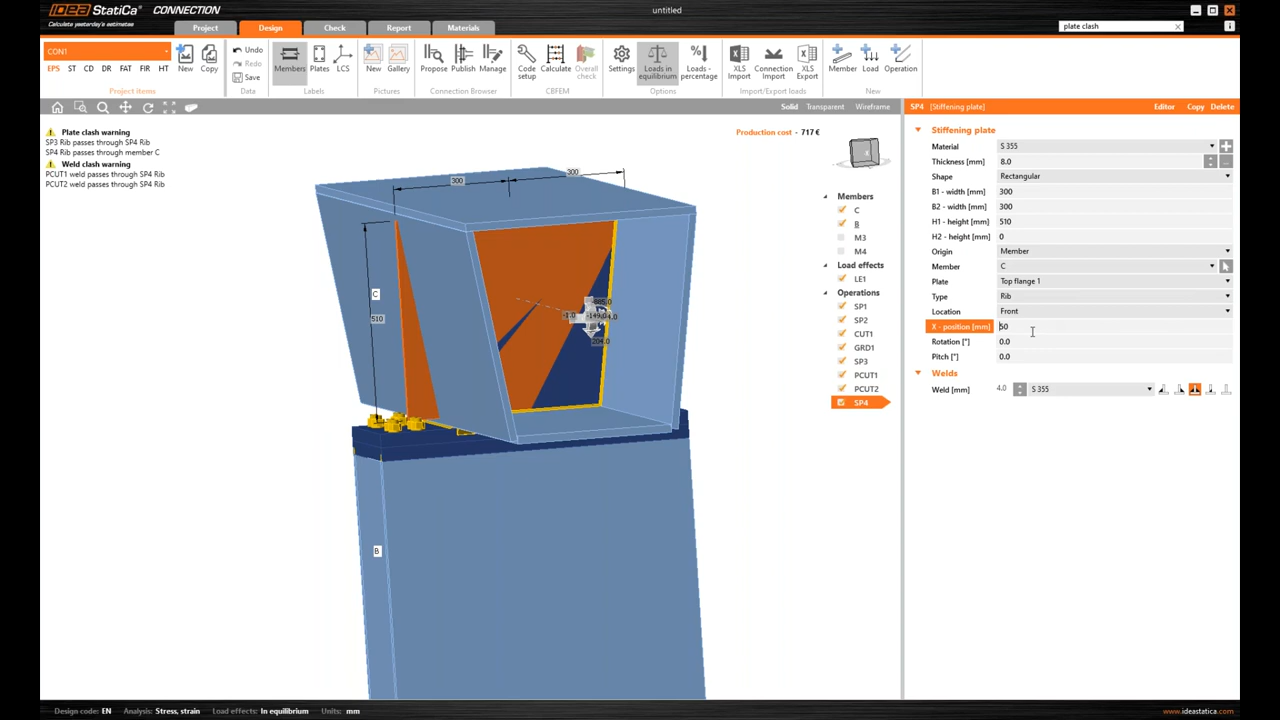 IDEA StatiCa® CONNECTION
Calculate yesterday's estimates
untitled
plate clash
Project
Design
Check
Report
Materials
CON1
EPS ST CD DR FAT FIR HT
Project items
New
Copy
Undo
Redo
Save
Data
Members
Plates
LCS
Labels
New
Gallery
Pictures
Propose
Publish
Manage
Connection Browser
Code setup
Calculate
Overall check
CBFEM
Settings
Loads in equilibrium
Loads - percentage
Options
XLS Import
Connection Import
XLS Export
Import/Export loads
Member
Load
Operation
New
Solid
Transparent
Wireframe
Plate clash warning
SP3 Rib passes through SP4 Rib
SP4 Rib passes through member C
Weld clash warning
PCUT1 weld passes through SP4 Rib
PCUT2 weld passes through SP4 Rib
Production cost - 717 €
300
300
C
510
B
Members
C
B
M3
M4
Load effects
LE1
Operations
SP1
SP2
CUT1
GRD1
SP3
PCUT1
PCUT2
SP4
SP4 [Stiffening plate]
Editor Copy Delete
Stiffening plate
Material S 355
Thickness [mm] 8.0
Shape Rectangular
B1 - width [mm] 300
B2 - width [mm] 300
H1 - height [mm] 510
H2 - height [mm] 0
Origin Member
Member C
Plate Top flange 1
Type Rib
Location Front
X - position [mm] 50
Rotation [°] 0.0
Pitch [°] 0.0
Welds
Weld [mm] 4.0 S 355
Design code: EN Analysis: Stress, strain Load effects: In equilibrium Units: mm
www.ideastatica.com